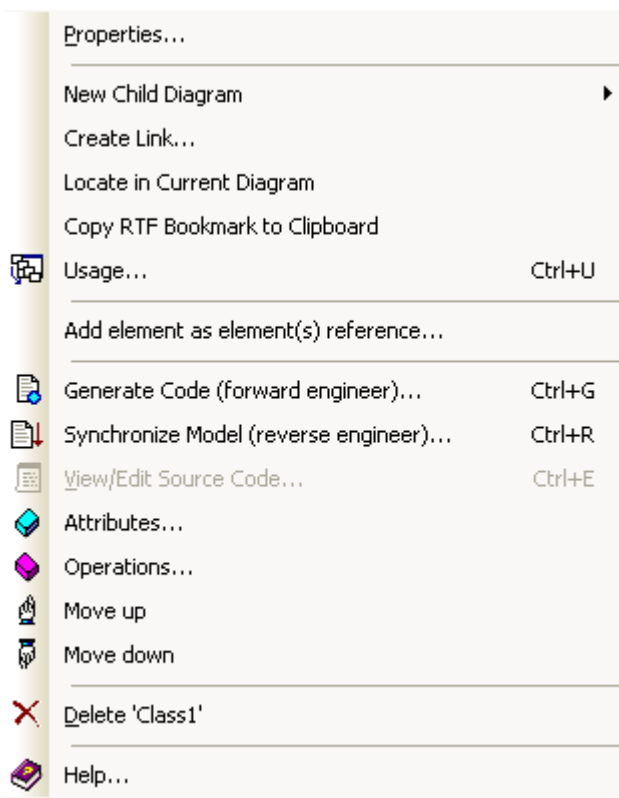 Properties...
New Child Diagram
Create Link...
Locate in Current Diagram
Copy RTF Bookmark to Clipboard
Usage... Ctrl+U
Add element as element(s) reference...
Generate Code (forward engineer)... Ctrl+G
Synchronize Model (reverse engineer)... Ctrl+R
View/Edit Source Code... Ctrl+E
Attributes...
Operations...
Move up
Move down
Delete 'Class1'
Help...